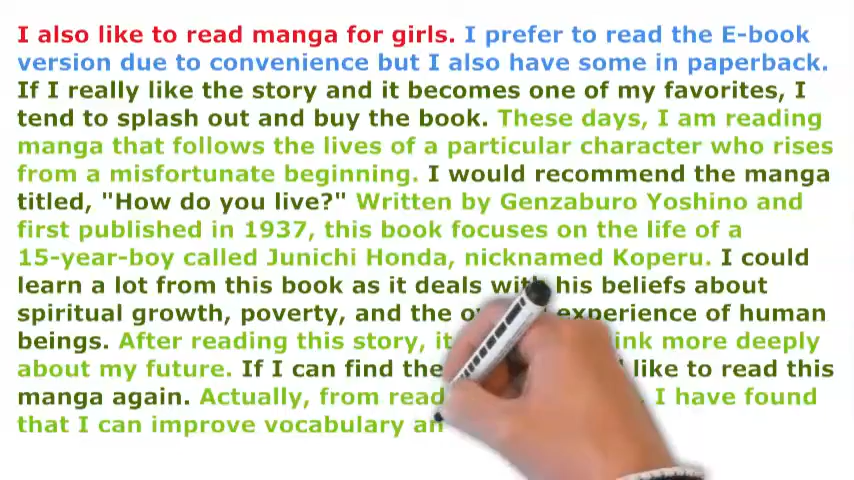 I also like to read manga for girls. I prefer to read the E-book
version due to convenience but I also have some in paperback.
If I really like the story and it becomes one of my favorites, I
tend to splash out and buy the book. These days, I am reading
manga that follows the lives of a particular character who rises
from a misfortunate beginning. I would recommend the manga
titled, "How do you live?" Written by Genzaburo Yoshino and
first published in 1937, this book focuses on the life of a
15-year-boy called Junichi Honda, nicknamed Koperu. I could
learn a lot from this book as it deals with his beliefs about
spiritual growth, poverty, and the experience of human
beings. After reading this story, it more deeply
about my future. If I can find the like to read this
manga again. Actually, from I have found
that I can improve vocabulary